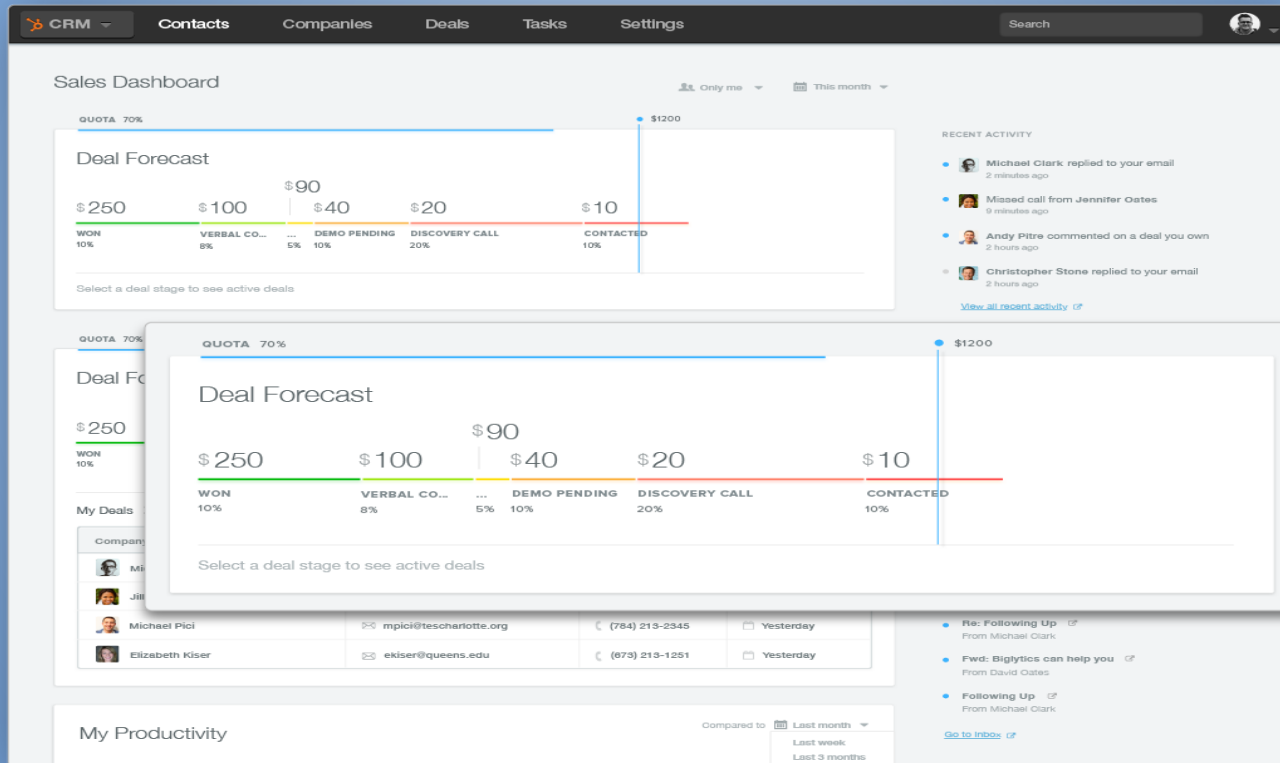 CRM Contacts Companies Deals Tasks Settings Search
Sales Dashboard
Only me This month
QUOTA 70% $1200
Deal Forecast
$90
$250 $100 $40 $20 $10
WON VERBAL CO... ... DEMO PENDING DISCOVERY CALL CONTACTED
10% 8% 5% 10% 20% 10%
Select a deal stage to see active deals
RECENT ACTIVITY
Michael Clark replied to your email
2 minutes ago
Missed call from Jennifer Oates
9 minutes ago
Andy Pitre commented on a deal you own
2 hours ago
Christopher Stone replied to your email
2 hours ago
View all recent activity
QUOTA 70%
Deal Fo
$250
WON
10%
My Deals
Company
Mi
Jill
QUOTA 70% $1200
Deal Forecast
$90
$250 $100 $40 $20 $10
WON VERBAL CO... ... DEMO PENDING DISCOVERY CALL CONTACTED
10% 8% 5% 10% 20% 10%
Select a deal stage to see active deals
Michael Pici mpici@tescharlotte.org (784) 213-2345 Yesterday
Elizabeth Kiser ekiser@queens.edu (673) 213-1251 Yesterday
Re: Following Up
From Michael Clark
Fwd: Biglytics can help you
From David Oates
Following Up
From Michael Clark
Go to Inbox
My Productivity
Compared to Last month
Last week
Last 3 months